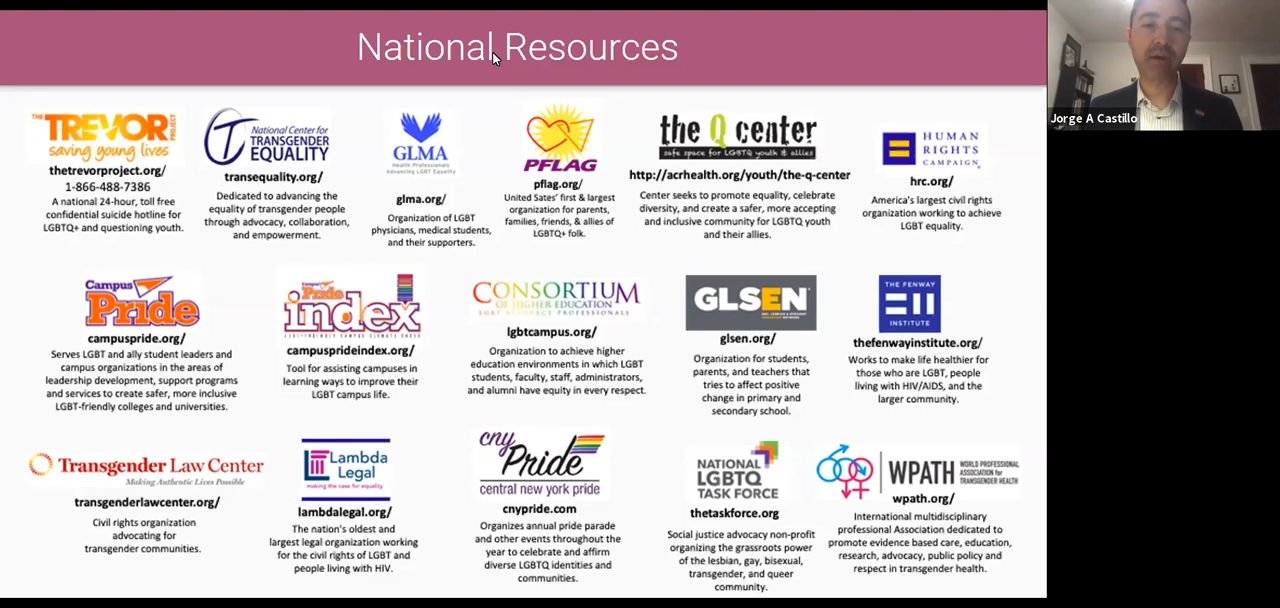 National Resources
Jorge A Castillo
THE
TREVOR
PROJECT
saving young lives
thetrevorproject.org/
1-866-488-7386
A national 24-hour, toll free
confidential suicide hotline for
LGBTQ+ and questioning youth.
National Center for
TRANSGENDER
EQUALITY
transequality.org/
Dedicated to advancing the
equality of transgender people
through advocacy, collaboration,
and empowerment.
GLMA
Health Professionals
Advancing LGBT Equality
glma.org/
Organization of LGBT
physicians, medical students,
and their supporters.
PFLAG
pflag.org/
United Sates' first & largest
organization for parents,
families, friends, & allies of
LGBTQ+ folk.
the Q center
safe space for LGBTQ youth & allies
http://acrhealth.org/youth/the-q-center
Center seeks to promote equality, celebrate
diversity, and create a safer, more accepting
and inclusive community for LGBTQ youth
and their allies.
HUMAN
RIGHTS
CAMPAIGN
hrc.org/
America's largest civil rights
organization working to achieve
LGBT equality.
Campus
Pride
campuspride.org/
Serves LGBT and ally student leaders and
campus organizations in the areas of
leadership development, support programs
and services to create safer, more inclusive
LGBT-friendly colleges and universities.
Campus
Pride
index
campusprideindex.org/
Tool for assisting campuses in
learning ways to improve their
LGBT campus life.
CONSORTIUM
OF HIGHER EDUCATION
LGBT RESOURCE PROFESSIONALS
lgbtcampus.org/
Organization to achieve higher
education environments in which LGBT
students, faculty, staff, administrators,
and alumni have equity in every respect.
GLSEN
glsen.org/
Organization for students,
parents, and teachers that
tries to affect positive
change in primary and
secondary school.
THE FENWAY
INSTITUTE
thefenwayinstitute.org/
Works to make life healthier for
those who are LGBT, people
living with HIV/AIDS, and the
larger community.
Transgender Law Center
Making Authentic Lives Possible
transgenderlawcenter.org/
Civil rights organization
advocating for
transgender communities.
Lambda
Legal
making the case for equality
lambdalegal.org/
The nation's oldest and
largest legal organization working
for the civil rights of LGBT and
people living with HIV.
cny
Pride
central new york pride
cnypride.com
Organizes annual pride parade
and other events throughout the
year to celebrate and affirm
diverse LGBTQ identities and
communities.
NATIONAL
LGBTQ
TASK FORCE
thetaskforce.org
Social justice advocacy non-profit
organizing the grassroots power
of the lesbian, gay, bisexual,
transgender, and queer
community.
WPATH
WORLD PROFESSIONAL
ASSOCIATION for
TRANSGENDER HEALTH
wpath.org/
International multidisciplinary
professional Association dedicated to
promote evidence based care, education,
research, advocacy, public policy and
respect in transgender health.